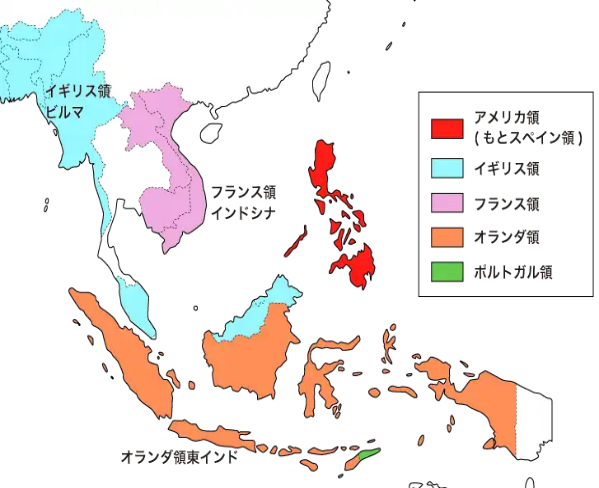 イギリス領
ビルマ
フランス領
インドシナ
オランダ領東インド
アメリカ領
(もとスペイン領)
イギリス領
フランス領
オランダ領
ポルトガル領